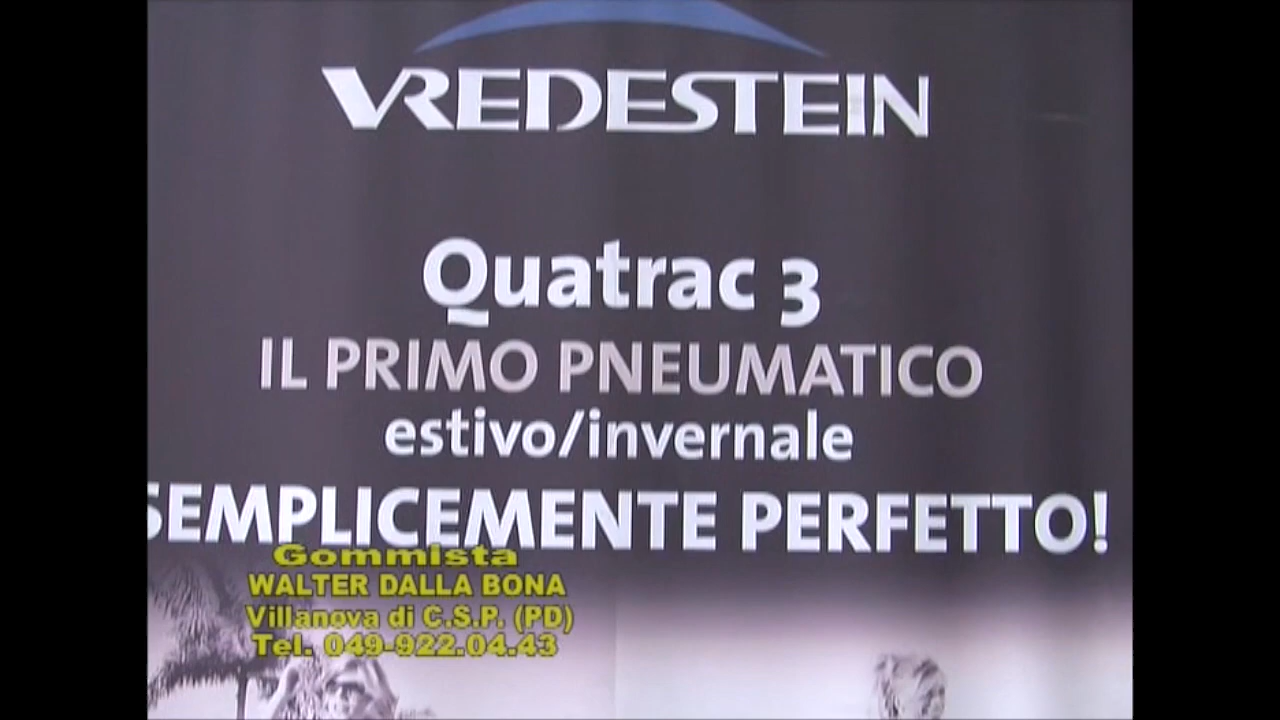 VREDESTEIN
Quatrac 3
IL PRIMO PNEUMATICO
estivo/invernale
SEMPLICEMENTE PERFETTO!
Gommista
WALTER DALLA BONA
Villanova di C.S.P. (PD)
Tel. 049-922.04.43